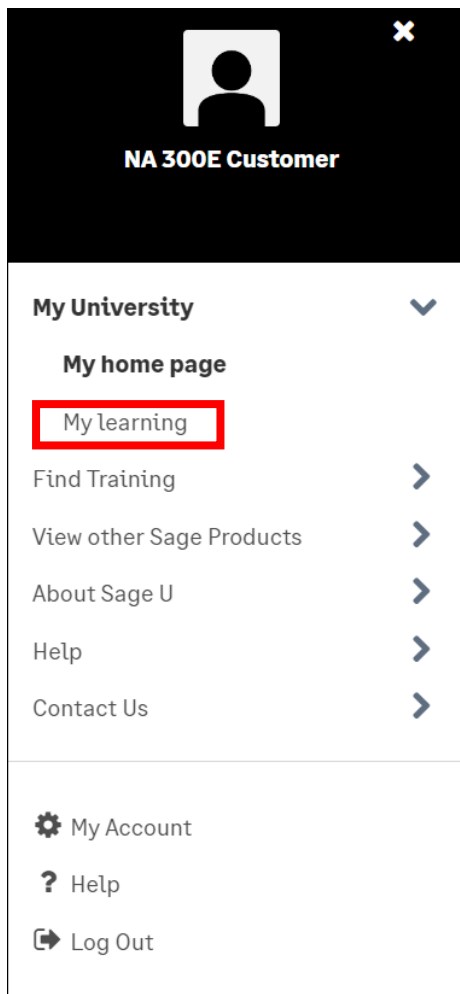 NA 300E Customer
My University
My home page
My learning
Find Training
View other Sage Products
About Sage U
Help
Contact Us
My Account
? Help
Log Out